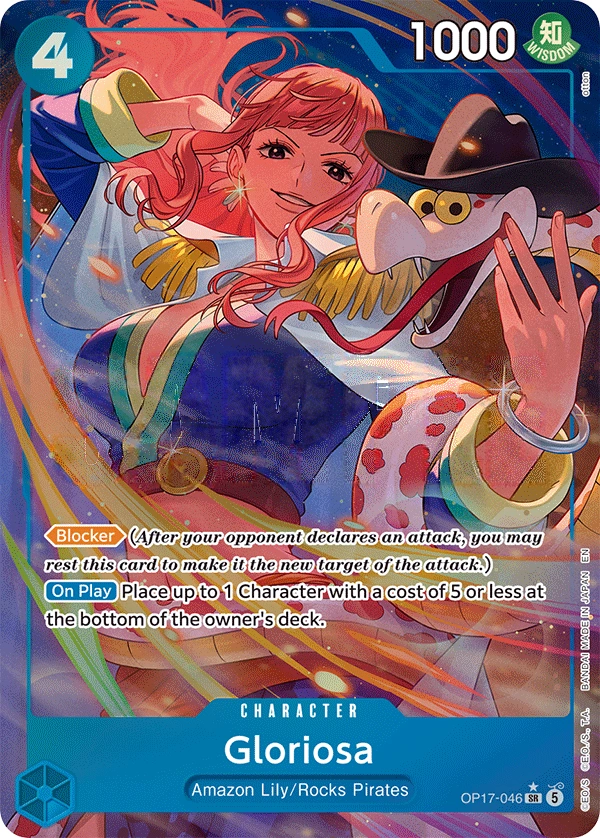 4
1000
知
WISDOM
otton
Blocker (After your opponent declares an attack, you may
rest this card to make it the new target of the attack.)
On Play Place up to 1 Character with a cost of 5 or less at
the bottom of the owner's deck.
CHARACTER
Gloriosa
Amazon Lily/Rocks Pirates
OP17-046 SR 5
©ED/S ©E.O./S., T.A. BANDAI MADE IN JAPAN EN